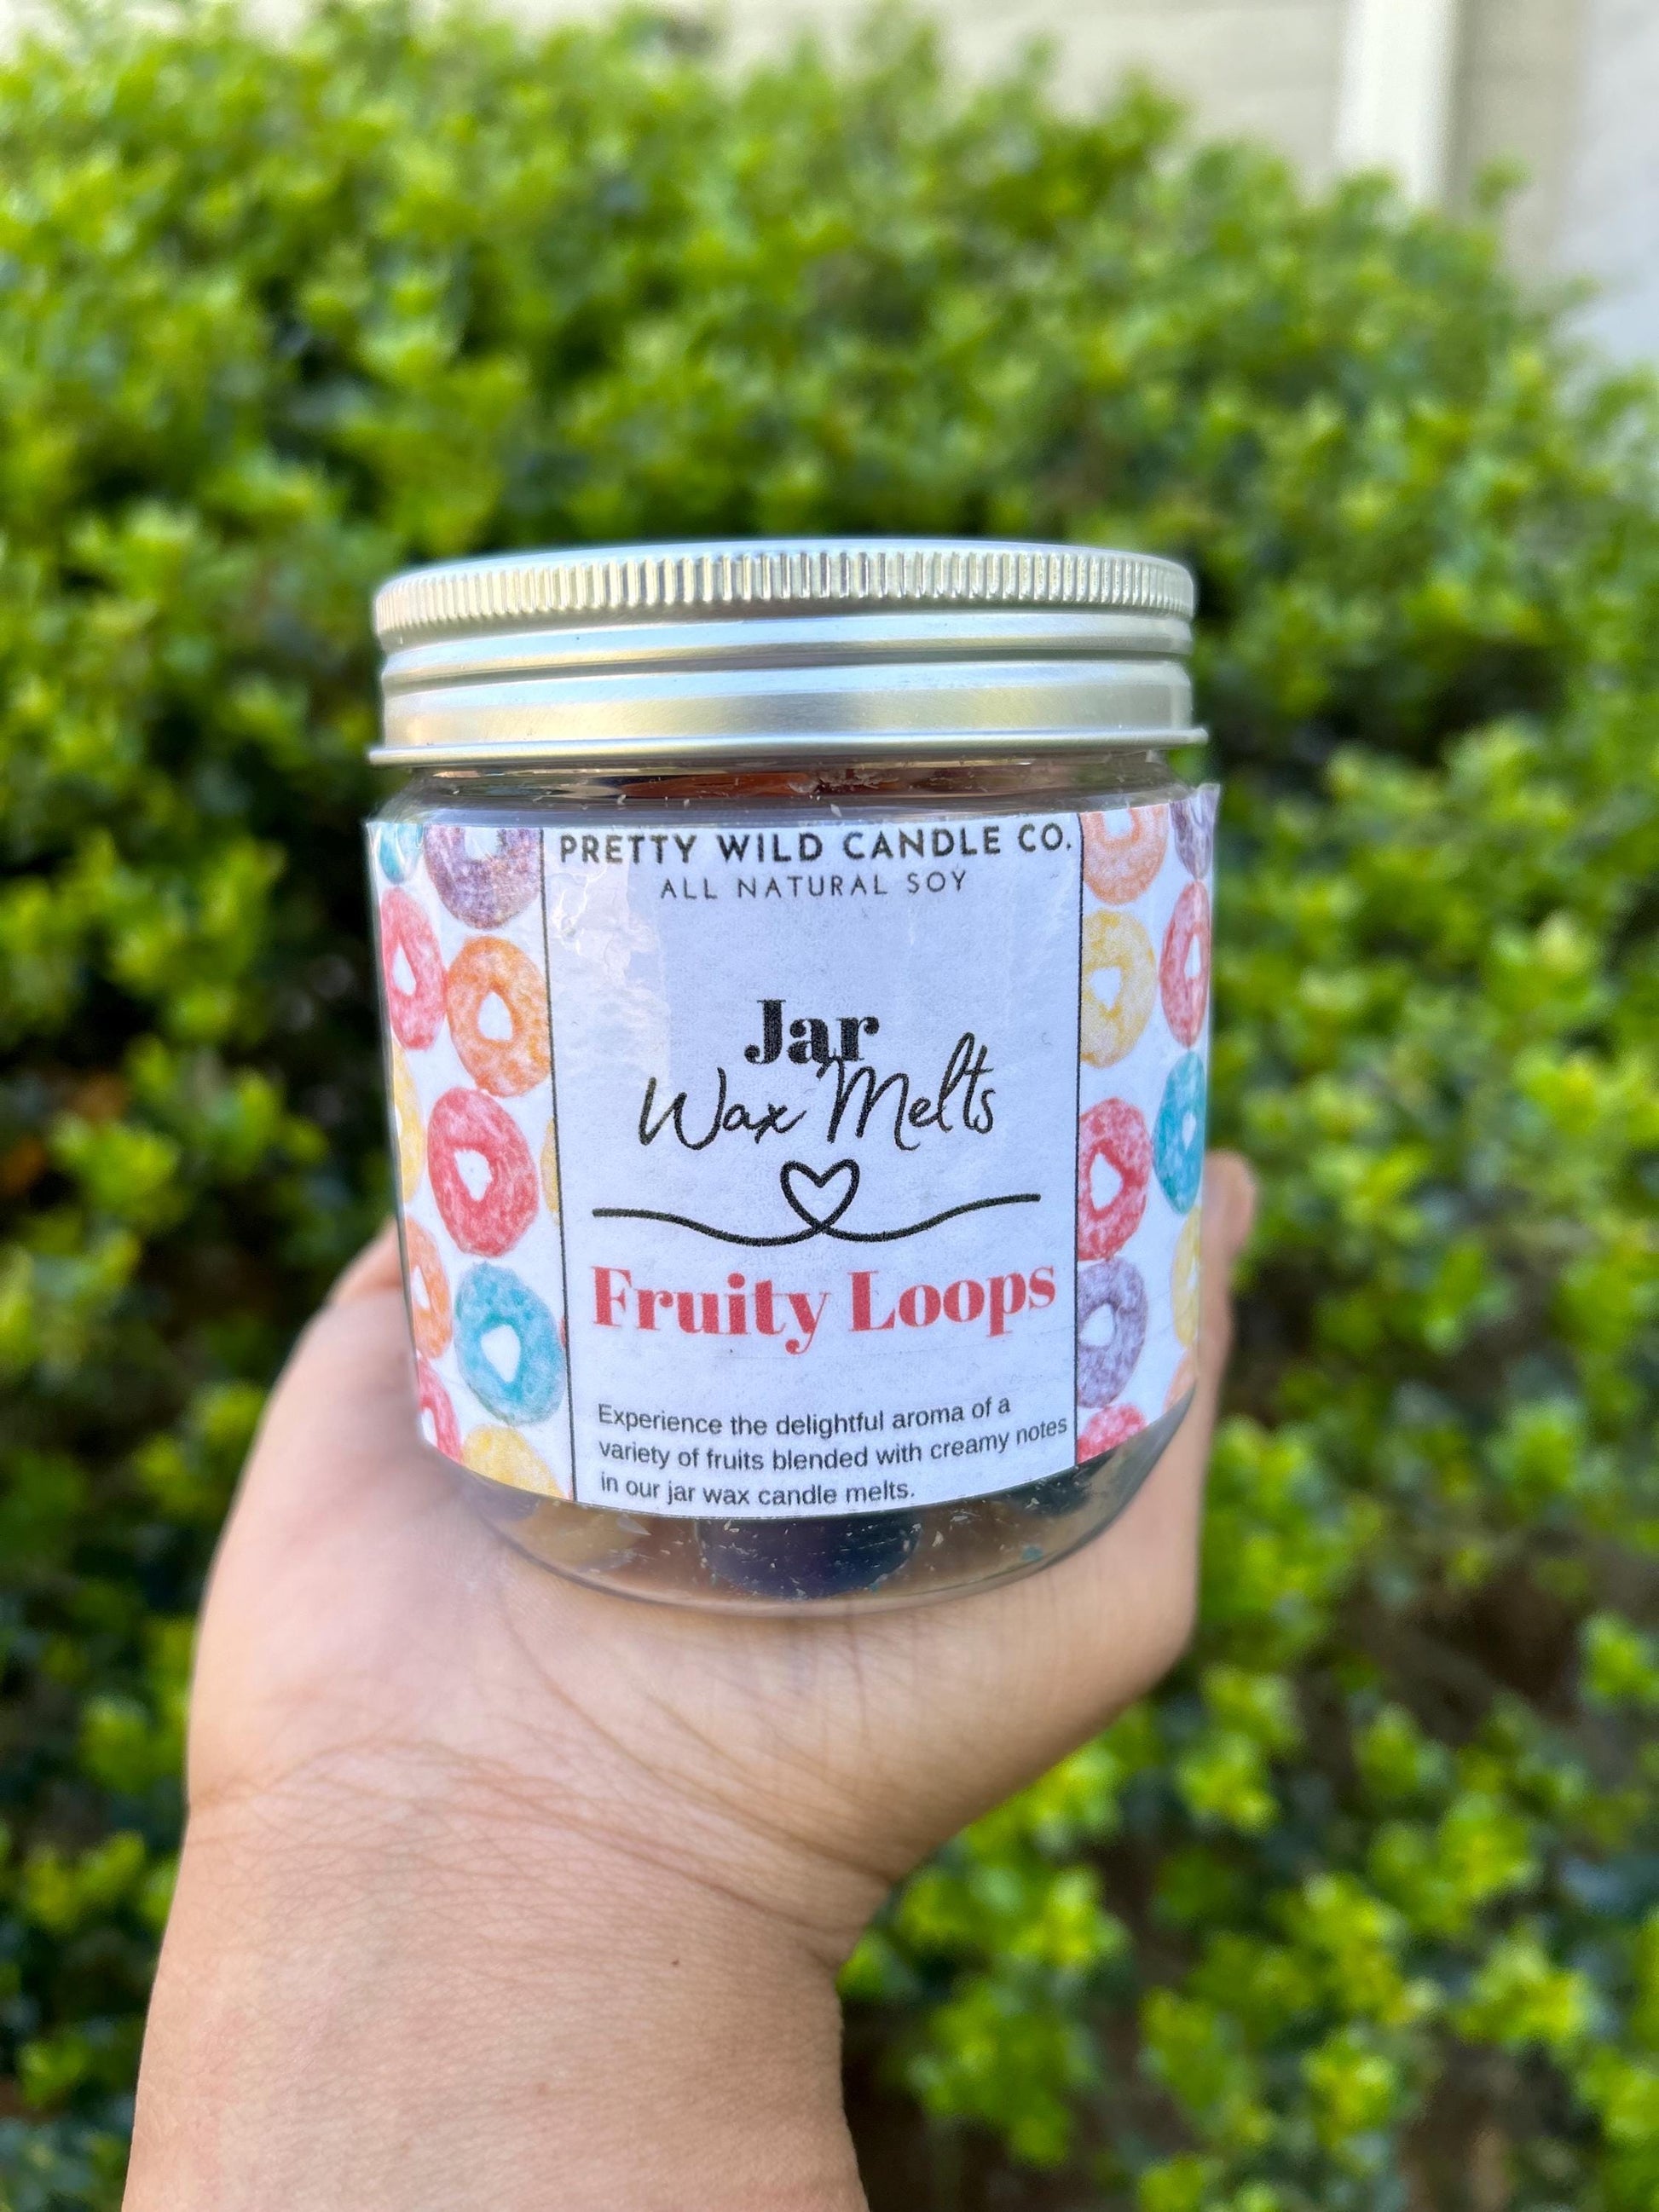 PRETTY WILD CANDLE CO.
ALL NATURAL SOY
Jar
Wax Melts
Fruity Loops
Experience the delightful aroma of a
variety of fruits blended with creamy notes
in our jar wax candle melts.